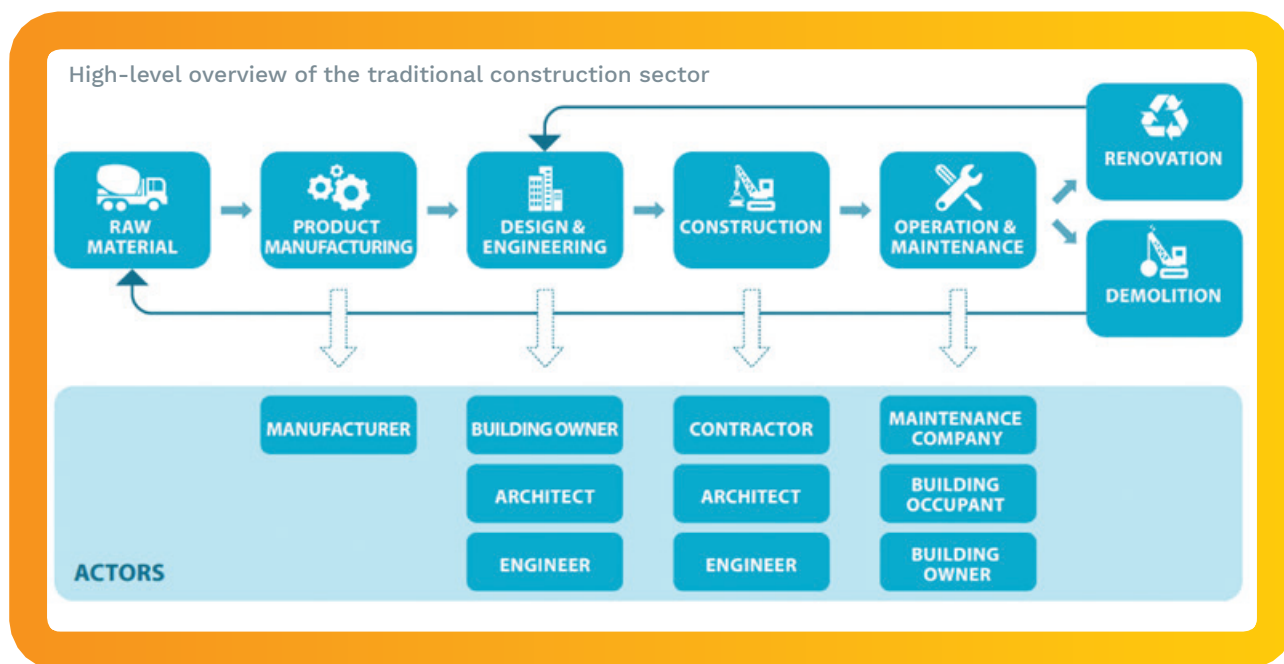 High-level overview of the traditional construction sector
RAW
MATERIAL
PRODUCT
MANUFACTURING
DESIGN &
ENGINEERING
CONSTRUCTION
OPERATION &
MAINTENANCE
RENOVATION
DEMOLITION
MANUFACTURER
BUILDING OWNER
ARCHITECT
ENGINEER
CONTRACTOR
ARCHITECT
ENGINEER
MAINTENANCE
COMPANY
BUILDING
OCCUPANT
BUILDING
OWNER
ACTORS